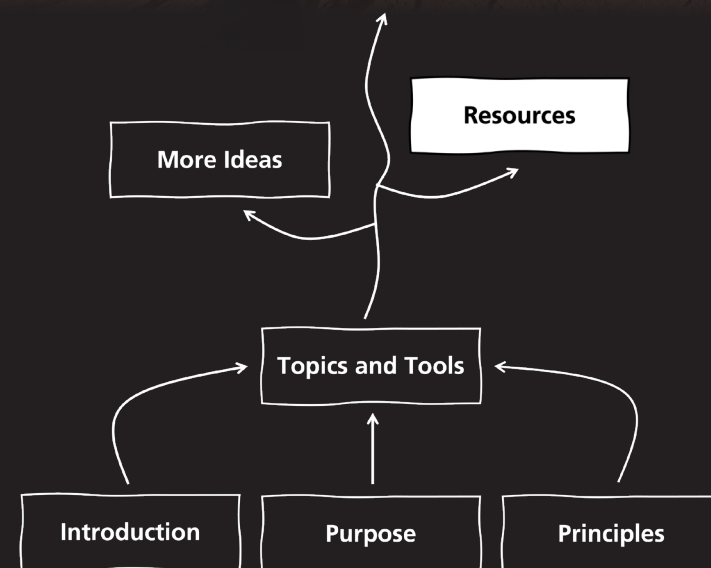 Resources
More Ideas
Topics and Tools
Introduction
Purpose
Principles